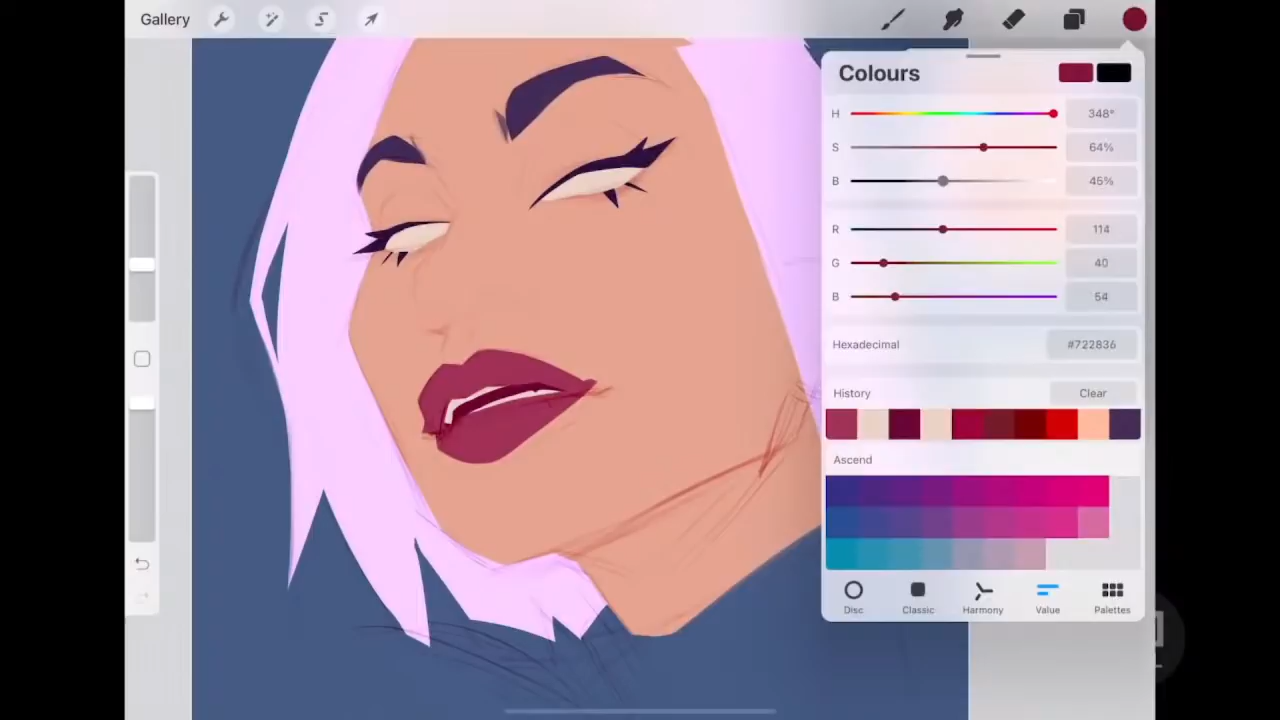 Gallery
Colours
H 348°
S 64%
B 45%
R 114
G 40
B 54
Hexadecimal #722836
History Clear
Ascend
Disc Classic Harmony Value Palettes